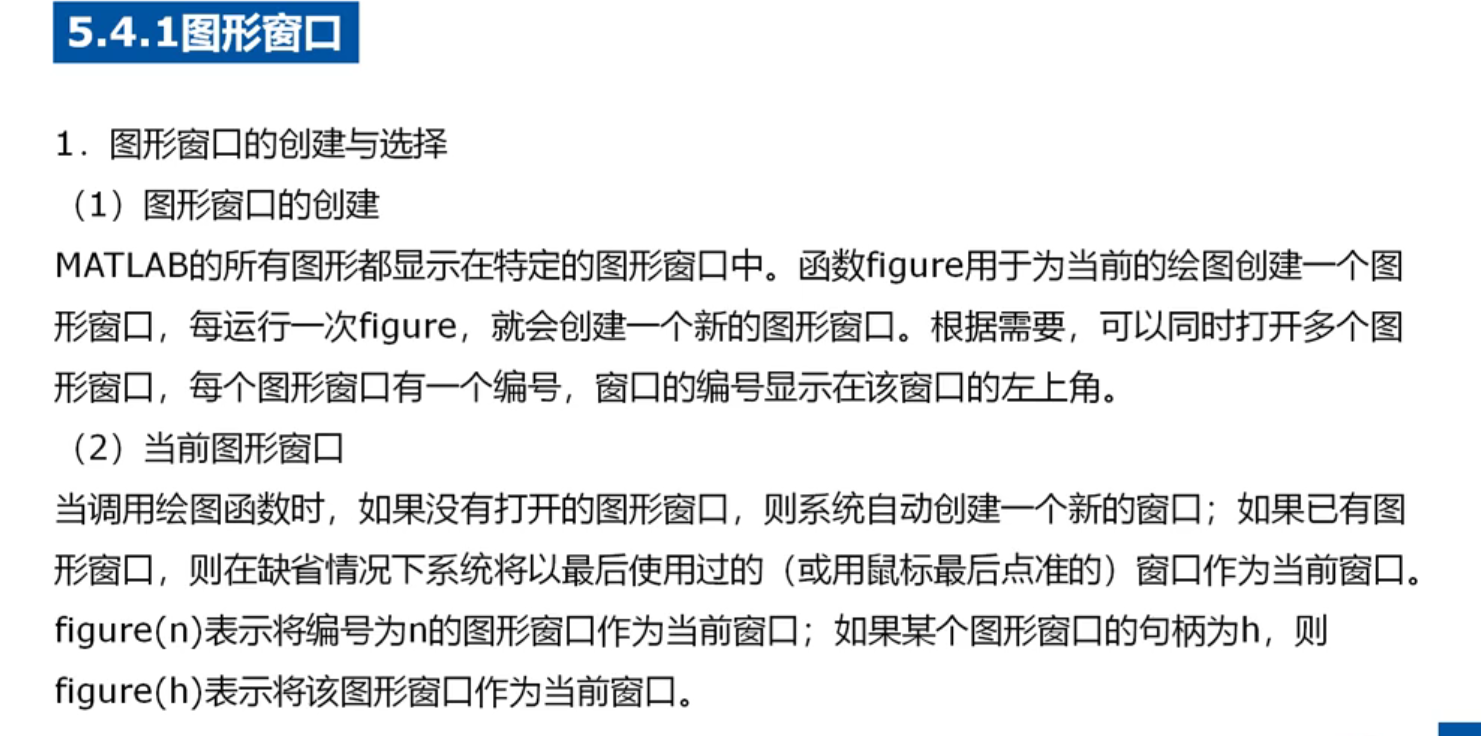 5.4.1图形窗口
1．图形窗口的创建与选择
（1）图形窗口的创建
MATLAB的所有图形都显示在特定的图形窗口中。函数figure用于为当前的绘图创建一个图
形窗口，每运行一次figure，就会创建一个新的图形窗口。根据需要，可以同时打开多个图
形窗口，每个图形窗口有一个编号，窗口的编号显示在该窗口的左上角。
（2）当前图形窗口
当调用绘图函数时，如果没有打开的图形窗口，则系统自动创建一个新的窗口；如果已有图
形窗口，则在缺省情况下系统将以最后使用过的（或用鼠标最后点准的）窗口作为当前窗口。
figure(n)表示将编号为n的图形窗口作为当前窗口；如果某个图形窗口的句柄为h，则
figure(h)表示将该图形窗口作为当前窗口。